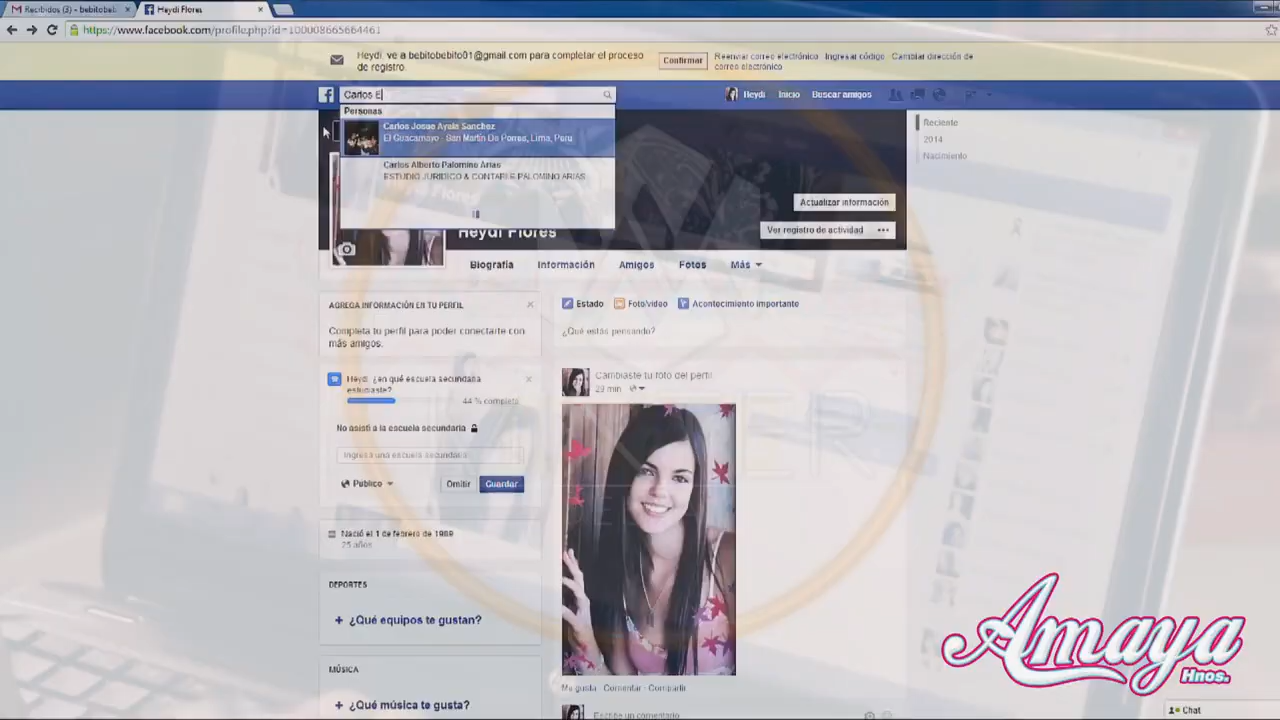 Recibidos (3) - bebitobeb
Heydi Flores
https://www.facebook.com/profile.php?id=100008665664461
Heydi, ve a bebitobebito01@gmail.com para completar el proceso
de registro.
Confirmar
Reenviar correo electrónico
Ingresar código
Cambiar dirección de
correo electrónico
Carlos E
Heydi
Inicio
Buscar amigos
Personas
Carlos Josue Ayala Sanchez
El Guacamayo · San Martín De Porres, Lima, Peru
Carlos Alberto Palomino Arias
ESTUDIO JURIDICO & CONTABLE PALOMINO ARIAS
Reciente
2014
Nacimiento
Actualizar información
Ver registro de actividad
Heydi Flores
Biografía
Información
Amigos
Fotos
Más
AGREGA INFORMACIÓN EN TU PERFIL
Completa tu perfil para poder conectarte con
más amigos.
Heydi, ¿en qué escuela secundaria
estudiaste?
44 % completo
No asistí a la escuela secundaria
Ingresa una escuela secundaria
Público
Omitir
Guardar
Nació el 1 de febrero de 1989
25 años
DEPORTES
+ ¿Qué equipos te gustan?
MÚSICA
+ ¿Qué música te gusta?
Estado
Foto/video
Acontecimiento importante
¿Qué estás pensando?
Cambiaste tu foto del perfil
29 min
Me gusta · Comentar · Compartir
Escribe un comentario
Amaya
Hnos.
Chat